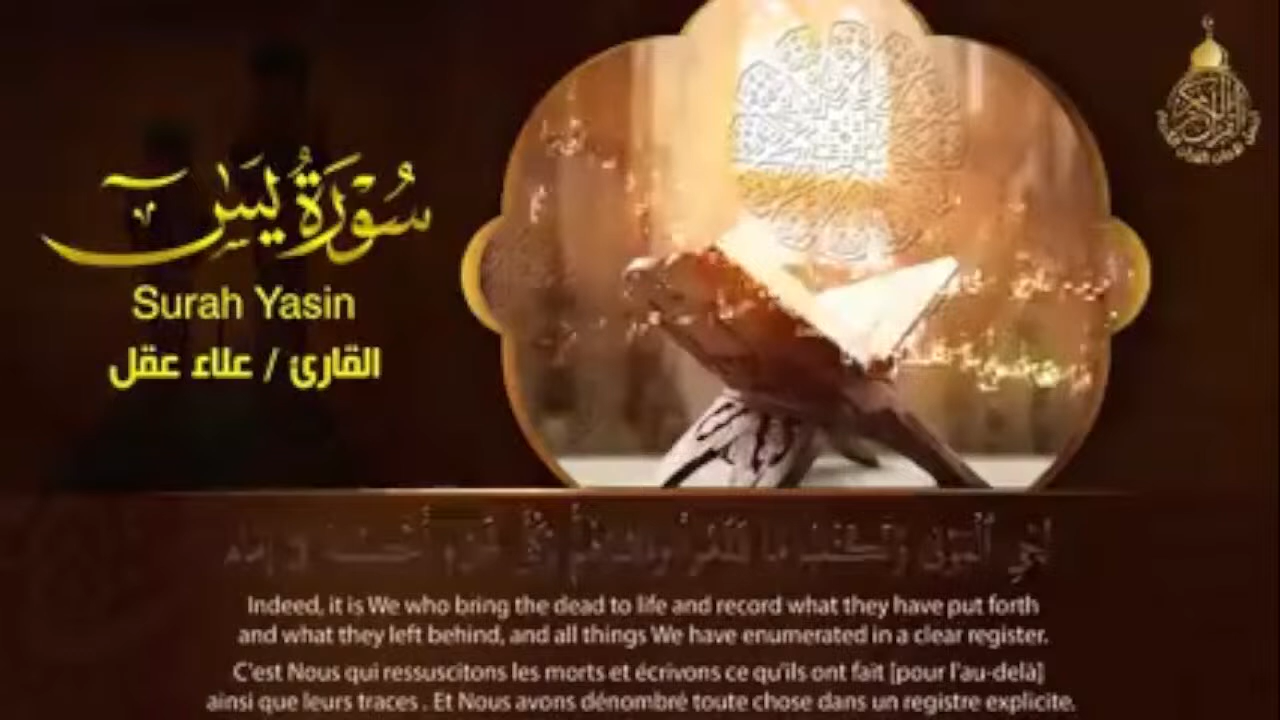 سُوْرَةُ يٰسٓ
Surah Yasin
القارئ / علاء عقل
Indeed, it is We who bring the dead to life and record what they have put forth
and what they left behind, and all things We have enumerated in a clear register.
C'est Nous qui ressuscitons les morts et écrivons ce qu'ils ont fait [pour l'au-delà]
ainsi que leurs traces . Et Nous avons dénombré toute chose dans un registre explicite.